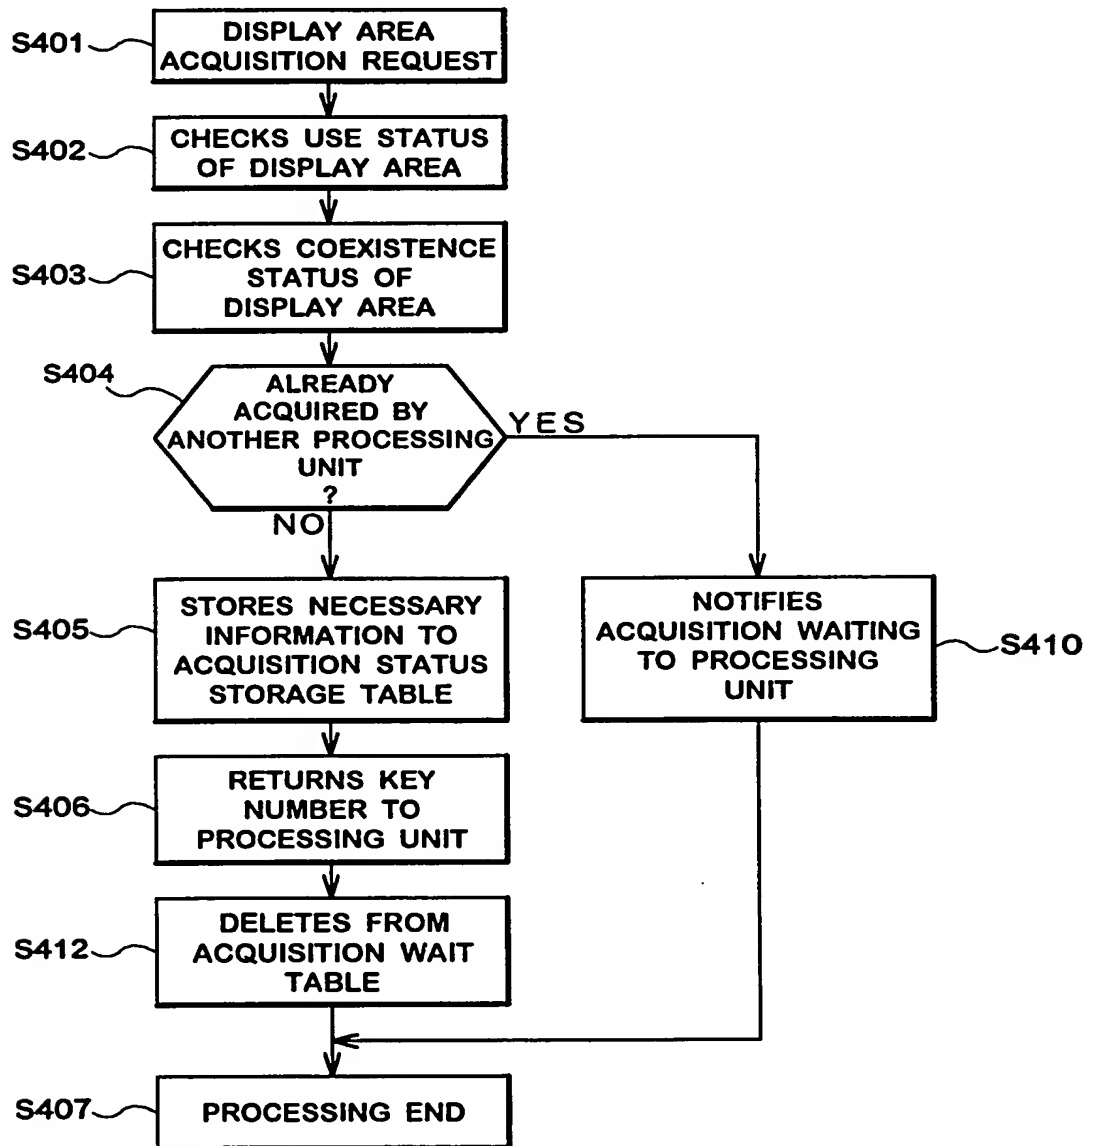 S401
DISPLAY AREA
ACQUISITION REQUEST
S402
CHECKS USE STATUS
OF DISPLAY AREA
S403
CHECKS COEXISTENCE
STATUS OF
DISPLAY AREA
S404
ALREADY
ACQUIRED BY
ANOTHER PROCESSING
UNIT
?
YES
NO
S405
STORES NECESSARY
INFORMATION TO
ACQUISITION STATUS
STORAGE TABLE
NOTIFIES
ACQUISITION WAITING
TO PROCESSING
UNIT
S410
S406
RETURNS KEY
NUMBER TO
PROCESSING UNIT
S412
DELETES FROM
ACQUISITION WAIT
TABLE
S407
PROCESSING END